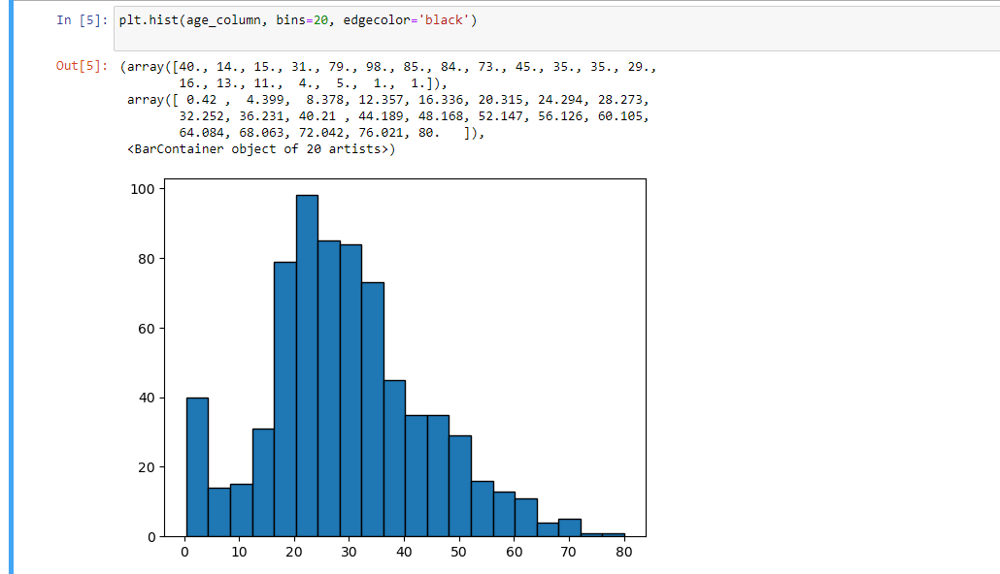 In [5]: plt.hist(age_column, bins=20, edgecolor='black')
Out[5]: (array([40., 14., 15., 31., 79., 98., 85., 84., 73., 45., 35., 35., 29.,
16., 13., 11., 4., 5., 1., 1.]),
array([ 0.42 , 4.399, 8.378, 12.357, 16.336, 20.315, 24.294, 28.273,
32.252, 36.231, 40.21 , 44.189, 48.168, 52.147, 56.126, 60.105,
64.084, 68.063, 72.042, 76.021, 80. ]),
<BarContainer object of 20 artists>)
100
80
60
40
20
0
0 10 20 30 40 50 60 70 80